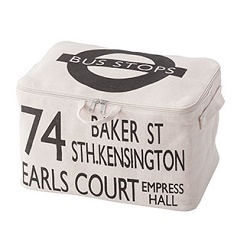 BUS STOPS
74
BAKER ST
STH.KENSINGTON
EARLS COURT
EMPRESS
HALL